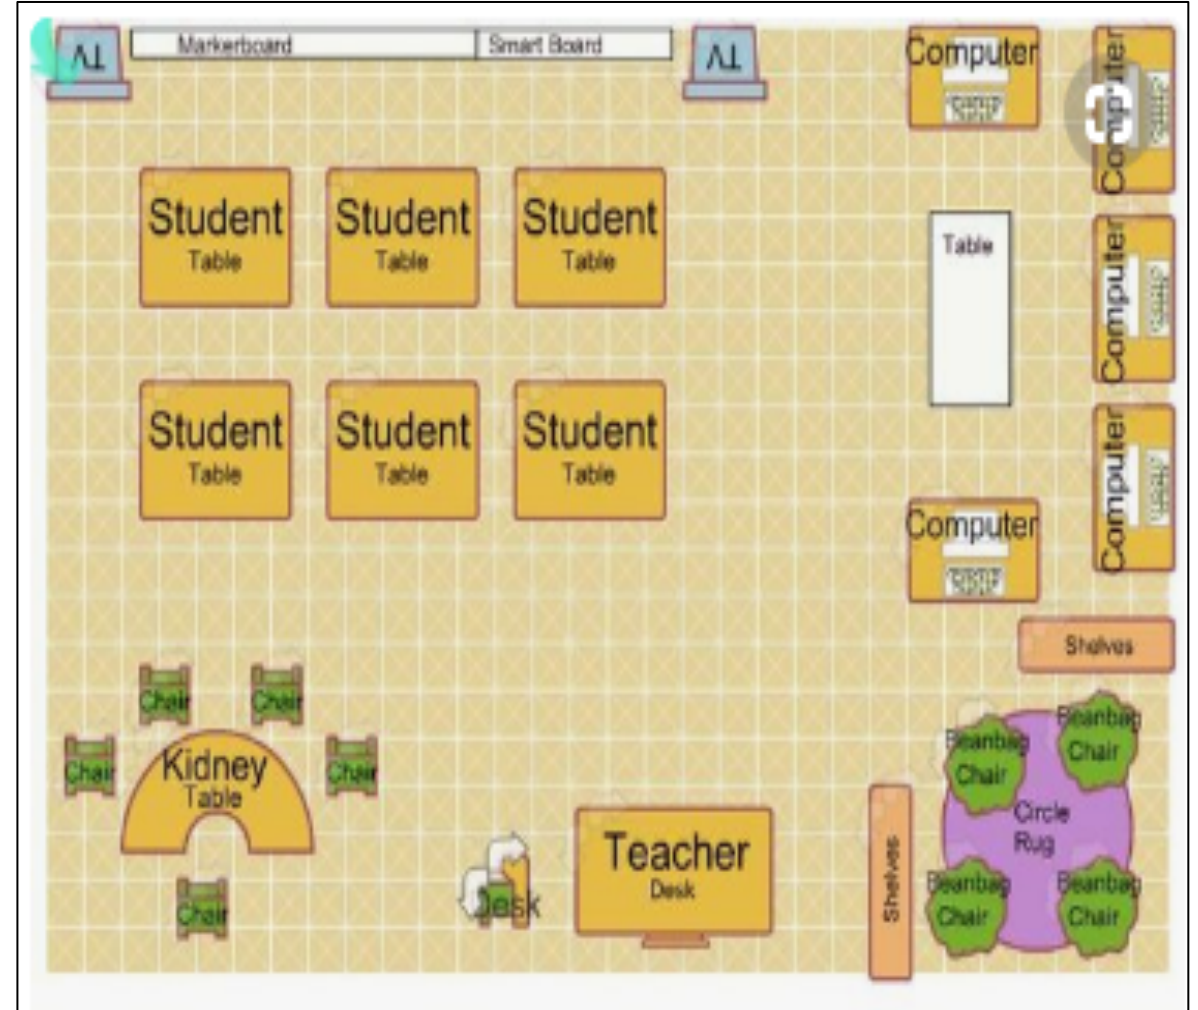 TV
Markerboard
Smart Board
TV
Computer
Computer
Student
Table
Student
Table
Student
Table
Table
Computer
Student
Table
Student
Table
Student
Table
Computer
Computer
Shelves
Chair
Chair
Chair
Chair
Kidney
Table
Chair
Desk
Teacher
Desk
Shelves
Beanbag
Chair
Beanbag
Chair
Circle
Rug
Beanbag
Chair
Beanbag
Chair